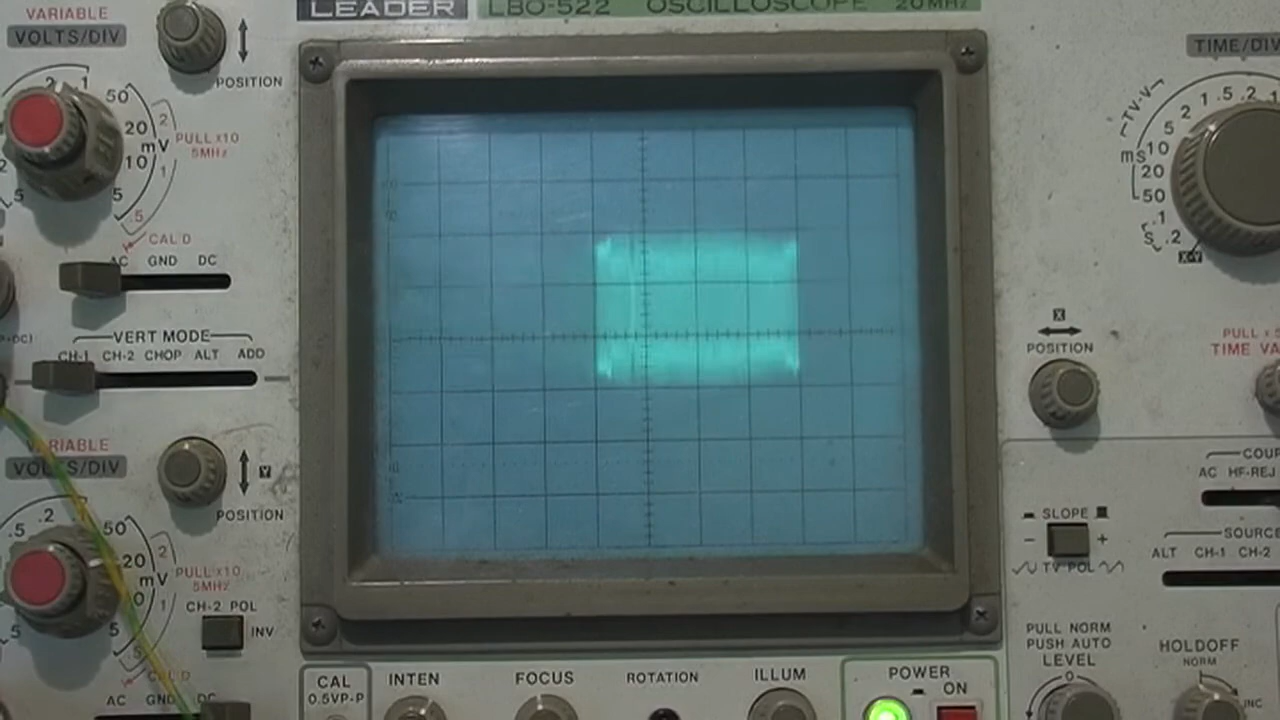 LEADER LBO-522 OSCILLOSCOPE 20MHz
VARIABLE
VOLTS/DIV
POSITION
.2 .1 50
20
mV
10
5
2
1
.5
PULL x10
5MHz
CAL'D
AC GND DC
VERT MODE
CH-1 CH-2 CHOP ALT ADD
VARIABLE
VOLTS/DIV
Y
POSITION
.5 .2 50
20
mV
5
2
1
.5
PULL x10
5MHz
CH-2 POL
INV
AC GND DC
CAL
0.5VP-P
INTEN
FOCUS
ROTATION
ILLUM
POWER
ON
TIME/DIV
TV-V
ms
50 20 10 5 2 1 .5 .2 .1
S .2 .1
X-Y
X
POSITION
TIME VA
SLOPE
- +
TV POL
AC HF-REJ
SOURCE
ALT CH-1 CH-2
PULL NORM
PUSH AUTO
LEVEL
0
HOLDOFF
NORM
INC